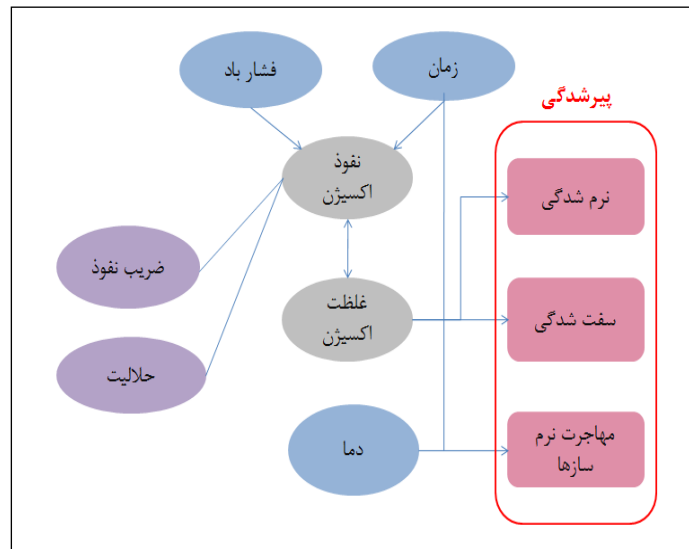 فشار باد
زمان
پیرشدگی
نفوذ
اکسیژن
نرم شدگی
ضریب نفوذ
غلظت
اکسیژن
سفت شدگی
حلالیت
دما
مهاجرت نرم
سازها